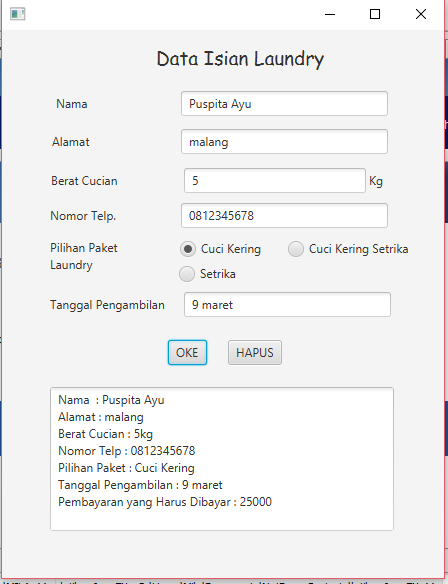 Data Isian Laundry
Nama Puspita Ayu
Alamat malang
Berat Cucian 5 Kg
Nomor Telp. 0812345678
Pilihan Paket Laundry Cuci Kering Cuci Kering Setrika
Setrika
Tanggal Pengambilan 9 maret
OKE HAPUS
Nama : Puspita Ayu
Alamat : malang
Berat Cucian : 5kg
Nomor Telp : 0812345678
Pilihan Paket : Cuci Kering
Tanggal Pengambilan : 9 maret
Pembayaran yang Harus Dibayar : 25000